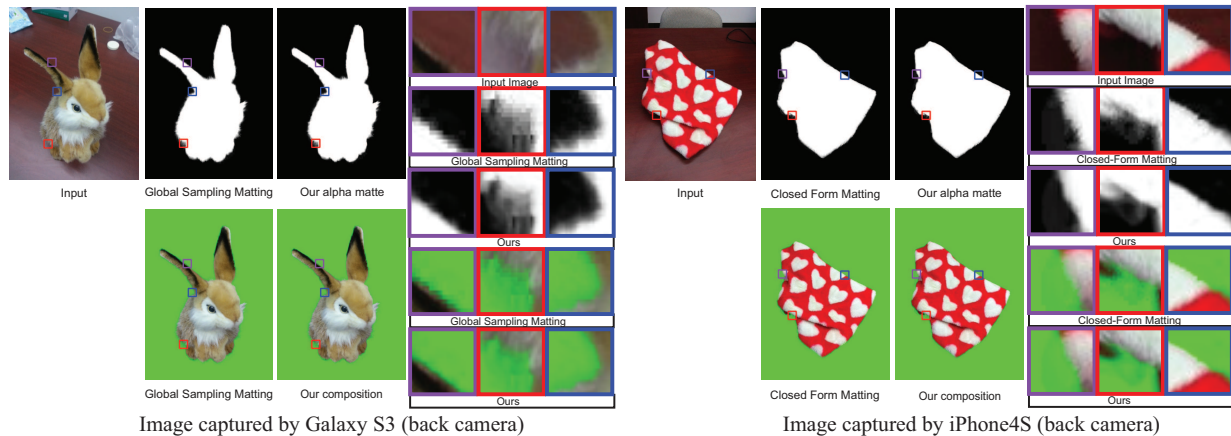 Input Image
Global Sampling Matting
Input
Global Sampling Matting
Our alpha matte
Ours
Global Sampling Matting
Global Sampling Matting
Our composition
Ours
Image captured by Galaxy S3 (back camera)
Input Image
Closed-Form Matting
Input
Closed Form Matting
Our alpha matte
Ours
Closed-Form Matting
Closed Form Matting
Our composition
Ours
Image captured by iPhone4S (back camera)